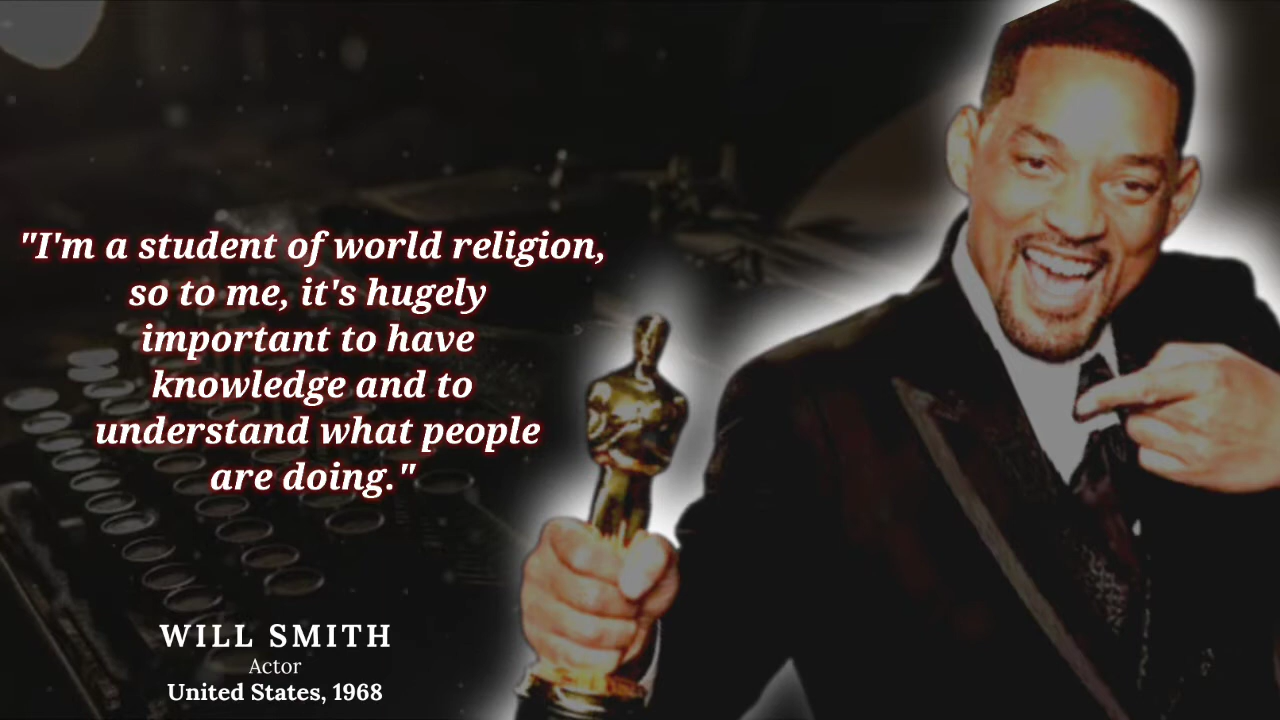 "I'm a student of world religion,
so to me, it's hugely
important to have
knowledge and to
understand what people
are doing."
WILL SMITH
Actor
United States, 1968